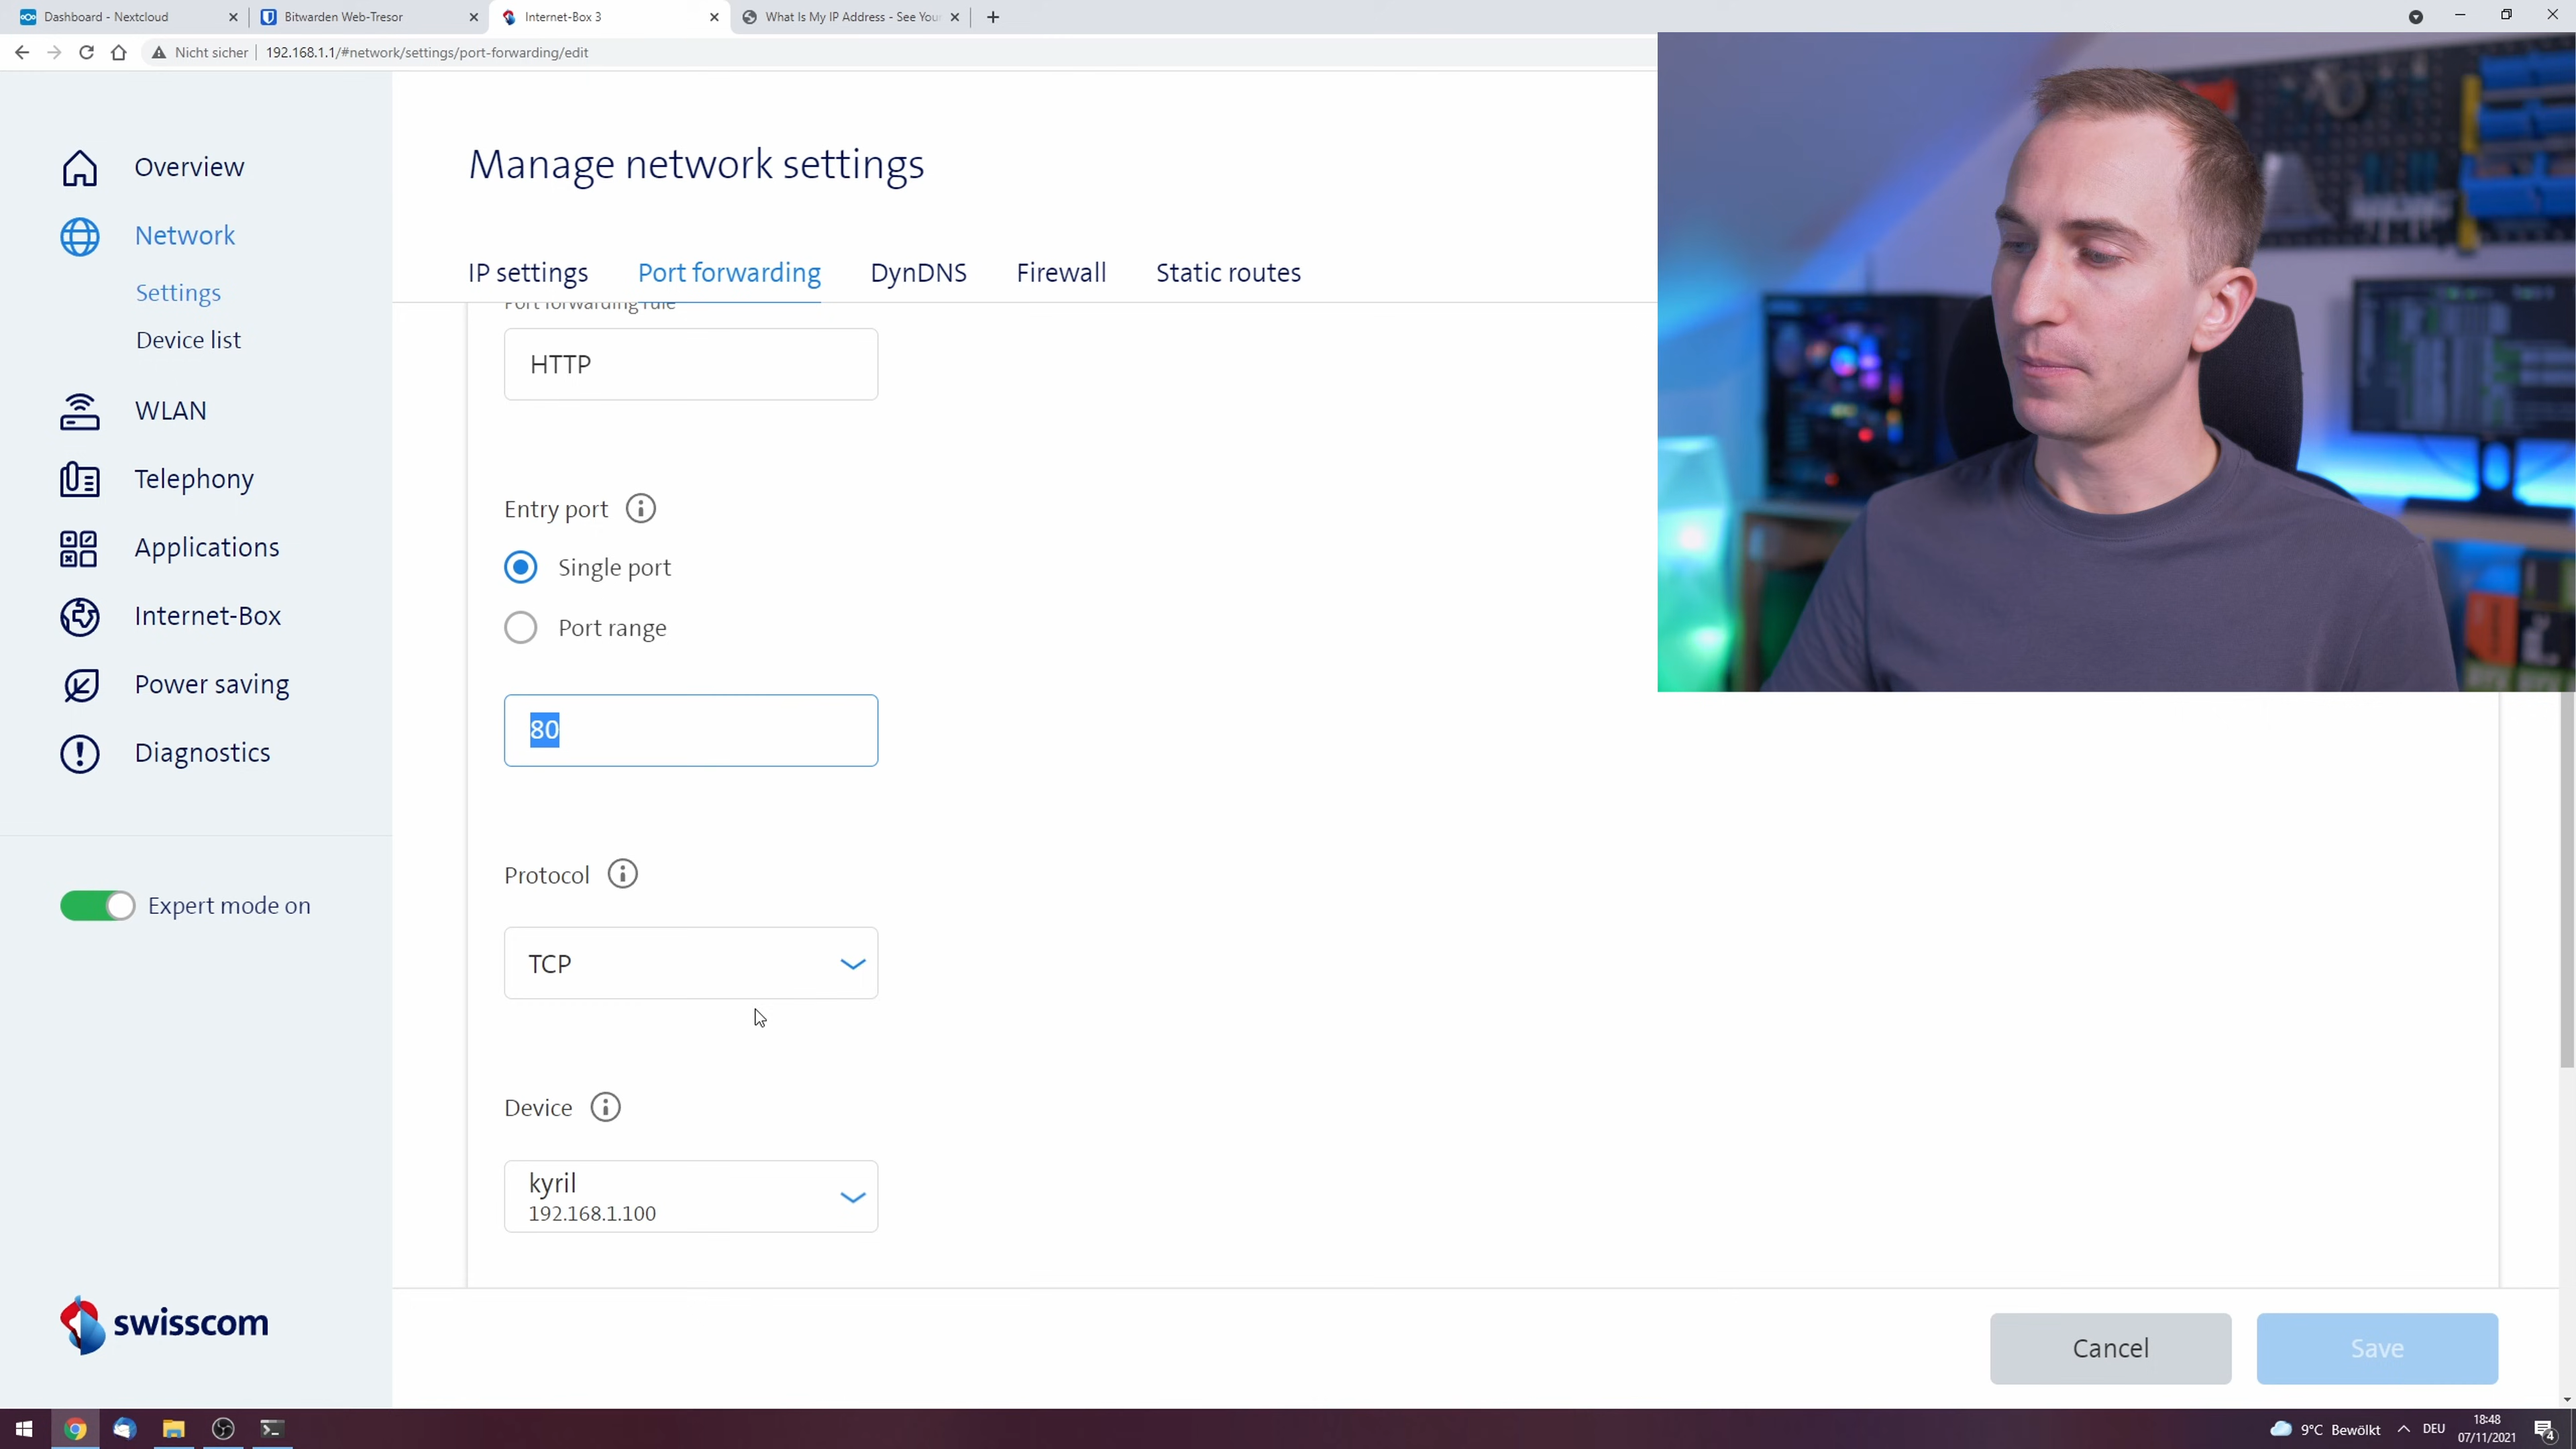 Dashboard - Nextcloud
Bitwarden Web-Tresor
Internet-Box 3
What Is My IP Address - See You
Nicht sicher
192.168.1.1/#network/settings/port-forwarding/edit
Overview
Network
Settings
Device list
WLAN
Telephony
Applications
Internet-Box
Power saving
Diagnostics
Expert mode on
swisscom
Manage network settings
IP settings
Port forwarding
DynDNS
Firewall
Static routes
Port forwarding rule
HTTP
Entry port
Single port
Port range
80
Protocol
TCP
Device
kyril
192.168.1.100
Cancel
Save
9°C Bewölkt
DEU
18:48
07/11/2021
4